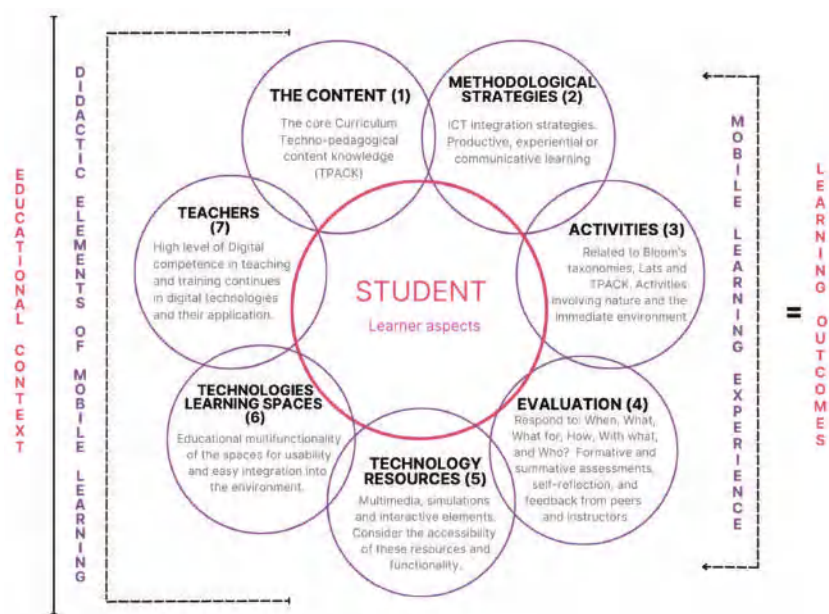 EDUCATIONAL CONTEXT
DIDACTIC ELEMENTS OF MOBILE LEARNING
THE CONTENT (1)
The core Curriculum
Techno-pedagogical
content knowledge
(TPACK)
METHODOLOGICAL
STRATEGIES (2)
ICT integration strategies.
Productive, experiential or
communicative learning
ACTIVITIES (3)
Related to Bloom's
taxonomies, Lats and
TPACK. Activities
involving nature and the
immediate environment
EVALUATION (4)
Respond to: When, What,
What for, How, With what,
and Who? Formative and
summative assessments,
self-reflection, and
feedback from peers
and instructors
TECHNOLOGY
RESOURCES (5)
Multimedia, simulations
and interactive elements.
Consider the accessibility
of these resources and
functionality.
TECHNOLOGIES
LEARNING SPACES
(6)
Educational multifunctionality
of the spaces for usability
and easy integration into
the environment.
TEACHERS
(7)
High level of Digital
competence in teaching
and training continues
in digital technologies
and their application.
STUDENT
Learner aspects
MOBILE LEARNING EXPERIENCE
=
LEARNING OUTCOMES